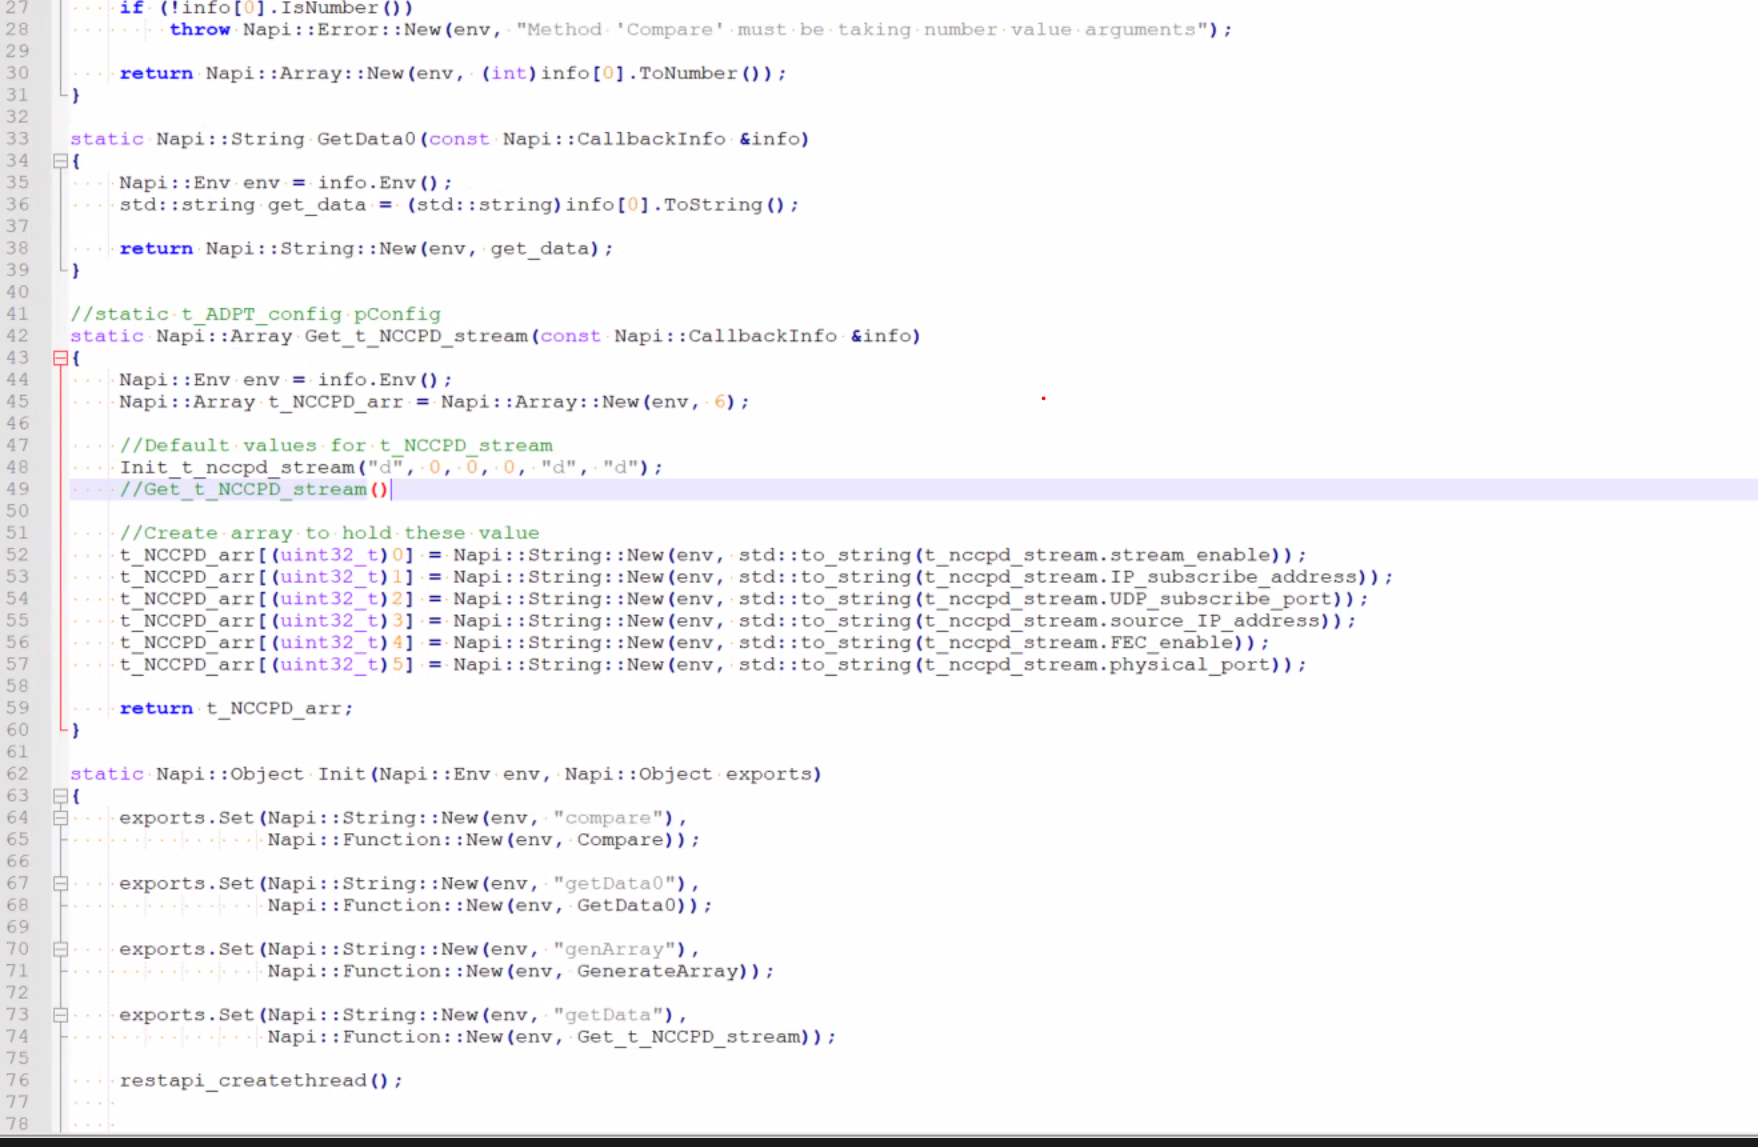 27 if (!info[0].IsNumber())
28 throw Napi::Error::New(env, "Method 'Compare' must be taking number value arguments");
29
30 return Napi::Array::New(env, (int)info[0].ToNumber());
31 }
32
33 static Napi::String GetData0(const Napi::CallbackInfo &info)
34 {
35 Napi::Env env = info.Env();
36 std::string get_data = (std::string)info[0].ToString();
37
38 return Napi::String::New(env, get_data);
39 }
40
41 //static t_ADPT_config pConfig
42 static Napi::Array Get_t_NCCPD_stream(const Napi::CallbackInfo &info)
43 {
44 Napi::Env env = info.Env();
45 Napi::Array t_NCCPD_arr = Napi::Array::New(env, 6);
46
47 //Default values for t_NCCPD_stream
48 Init_t_nccpd_stream("d", 0, 0, 0, "d", "d");
49 //Get_t_NCCPD_stream()
50
51 //Create array to hold these value
52 t_NCCPD_arr[(uint32_t)0] = Napi::String::New(env, std::to_string(t_nccpd_stream.stream_enable));
53 t_NCCPD_arr[(uint32_t)1] = Napi::String::New(env, std::to_string(t_nccpd_stream.IP_subscribe_address));
54 t_NCCPD_arr[(uint32_t)2] = Napi::String::New(env, std::to_string(t_nccpd_stream.UDP_subscribe_port));
55 t_NCCPD_arr[(uint32_t)3] = Napi::String::New(env, std::to_string(t_nccpd_stream.source_IP_address));
56 t_NCCPD_arr[(uint32_t)4] = Napi::String::New(env, std::to_string(t_nccpd_stream.FEC_enable));
57 t_NCCPD_arr[(uint32_t)5] = Napi::String::New(env, std::to_string(t_nccpd_stream.physical_port));
58
59 return t_NCCPD_arr;
60 }
61
62 static Napi::Object Init(Napi::Env env, Napi::Object exports)
63 {
64 exports.Set(Napi::String::New(env, "compare"),
65 Napi::Function::New(env, Compare));
66
67 exports.Set(Napi::String::New(env, "getData0"),
68 Napi::Function::New(env, GetData0));
69
70 exports.Set(Napi::String::New(env, "genArray"),
71 Napi::Function::New(env, GenerateArray));
72
73 exports.Set(Napi::String::New(env, "getData"),
74 Napi::Function::New(env, Get_t_NCCPD_stream));
75
76 restapi_createthread();
77
78